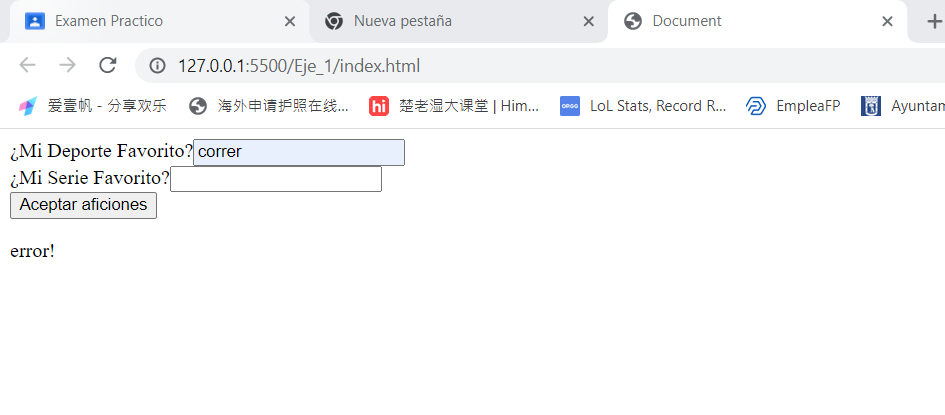 Examen Practico
Nueva pestaña
Document
127.0.0.1:5500/Eje_1/index.html
爱壹帆 - 分享欢乐
海外申请护照在线...
hi
楚老湿大课堂 | Him...
OPGG
LoL Stats, Record R...
EmpleaFP
Ayuntam
¿Mi Deporte Favorito?correr
¿Mi Serie Favorito?
Aceptar aficiones
error!